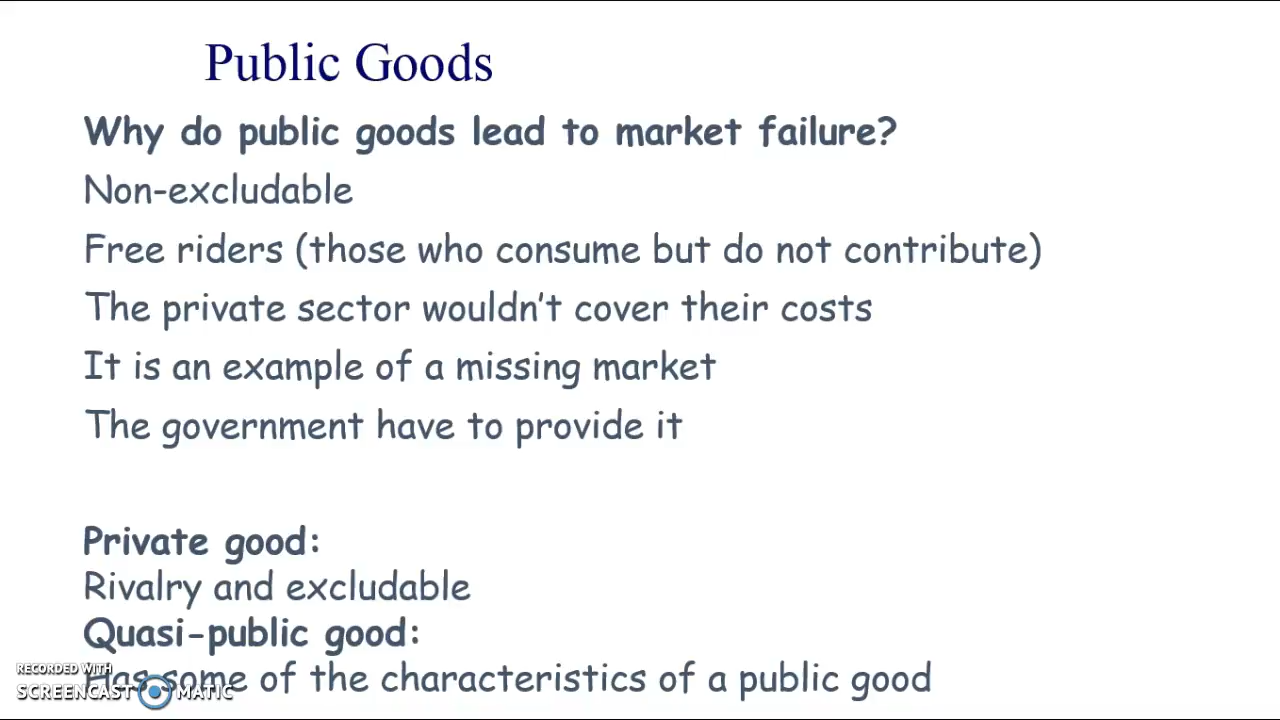 Public Goods
Why do public goods lead to market failure?
Non-excludable
Free riders (those who consume but do not contribute)
The private sector wouldn't cover their costs
It is an example of a missing market
The government have to provide it
Private good:
Rivalry and excludable
Quasi-public good:
Has some of the characteristics of a public good
RECORDED WITH
SCREENCAST MATIC